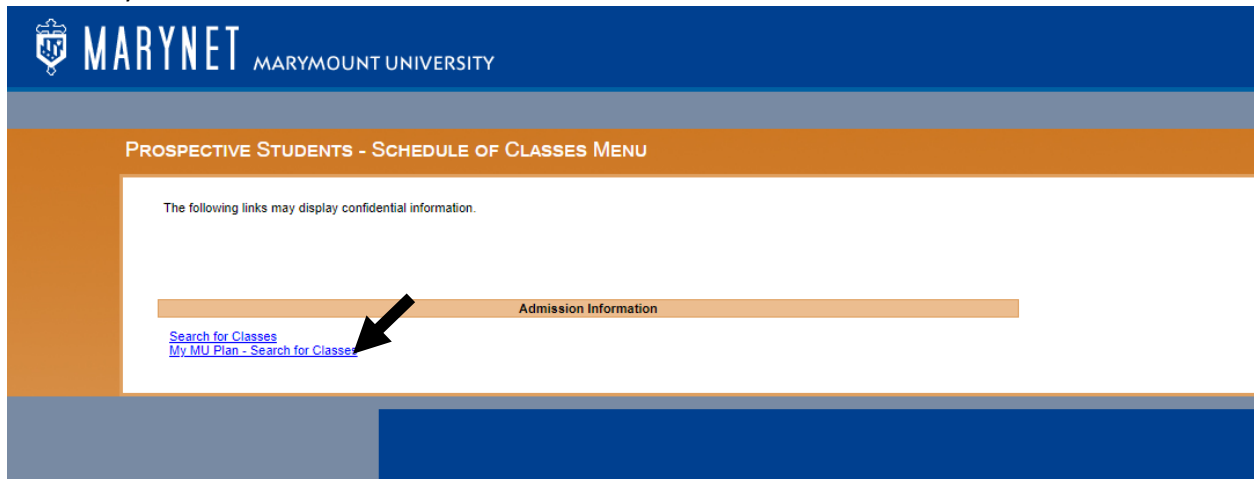 MARYNET MARYMOUNT UNIVERSITY
PROSPECTIVE STUDENTS - SCHEDULE OF CLASSES MENU
The following links may display confidential information.
Admission Information
Search for Classes
My MU Plan - Search for Classes